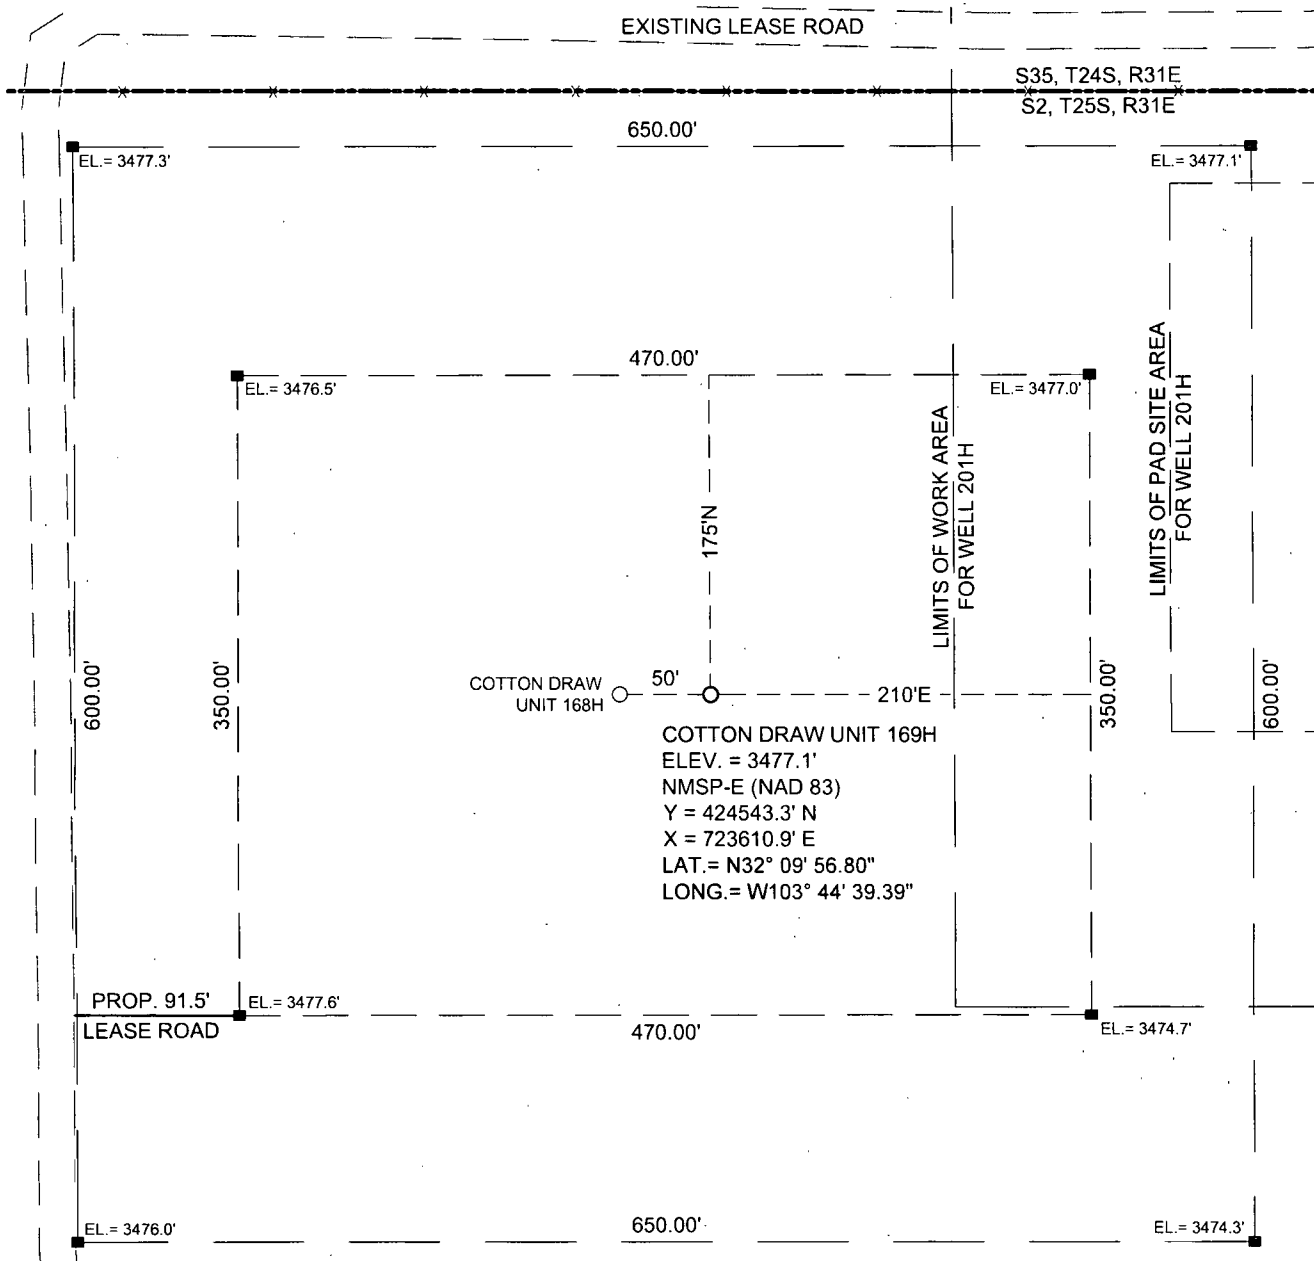 EXISTING LEASE ROAD
S35, T24S, R31E
S2, T25S, R31E
650.00'
EL.= 3477.3'
EL.= 3477.1'
470.00'
EL.= 3476.5'
EL.= 3477.0'
LIMITS OF WORK AREA
FOR WELL 201H
LIMITS OF PAD SITE AREA
FOR WELL 201H
175'N
600.00'
350.00'
COTTON DRAW
UNIT 168H
50'
210'E
350.00'
600.00'
COTTON DRAW UNIT 169H
ELEV. = 3477.1'
NMSP-E (NAD 83)
Y = 424543.3' N
X = 723610.9' E
LAT.= N32° 09' 56.80"
LONG.= W103° 44' 39.39"
PROP. 91.5'
LEASE ROAD
EL.= 3477.6'
470.00'
EL.= 3474.7'
EL.= 3476.0'
650.00'
EL.= 3474.3'